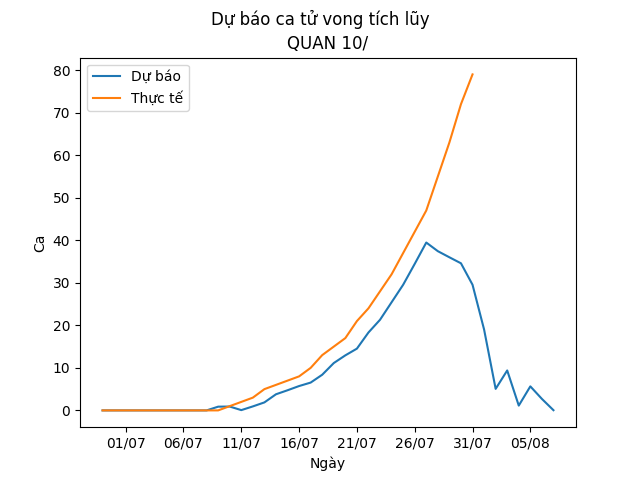 Dự báo ca tử vong tích lũy
QUAN 10/
Dự báo
Thực tế
80
70
60
50
40
30
20
10
0
Ca
01/07
06/07
11/07
16/07
21/07
26/07
31/07
05/08
Ngày